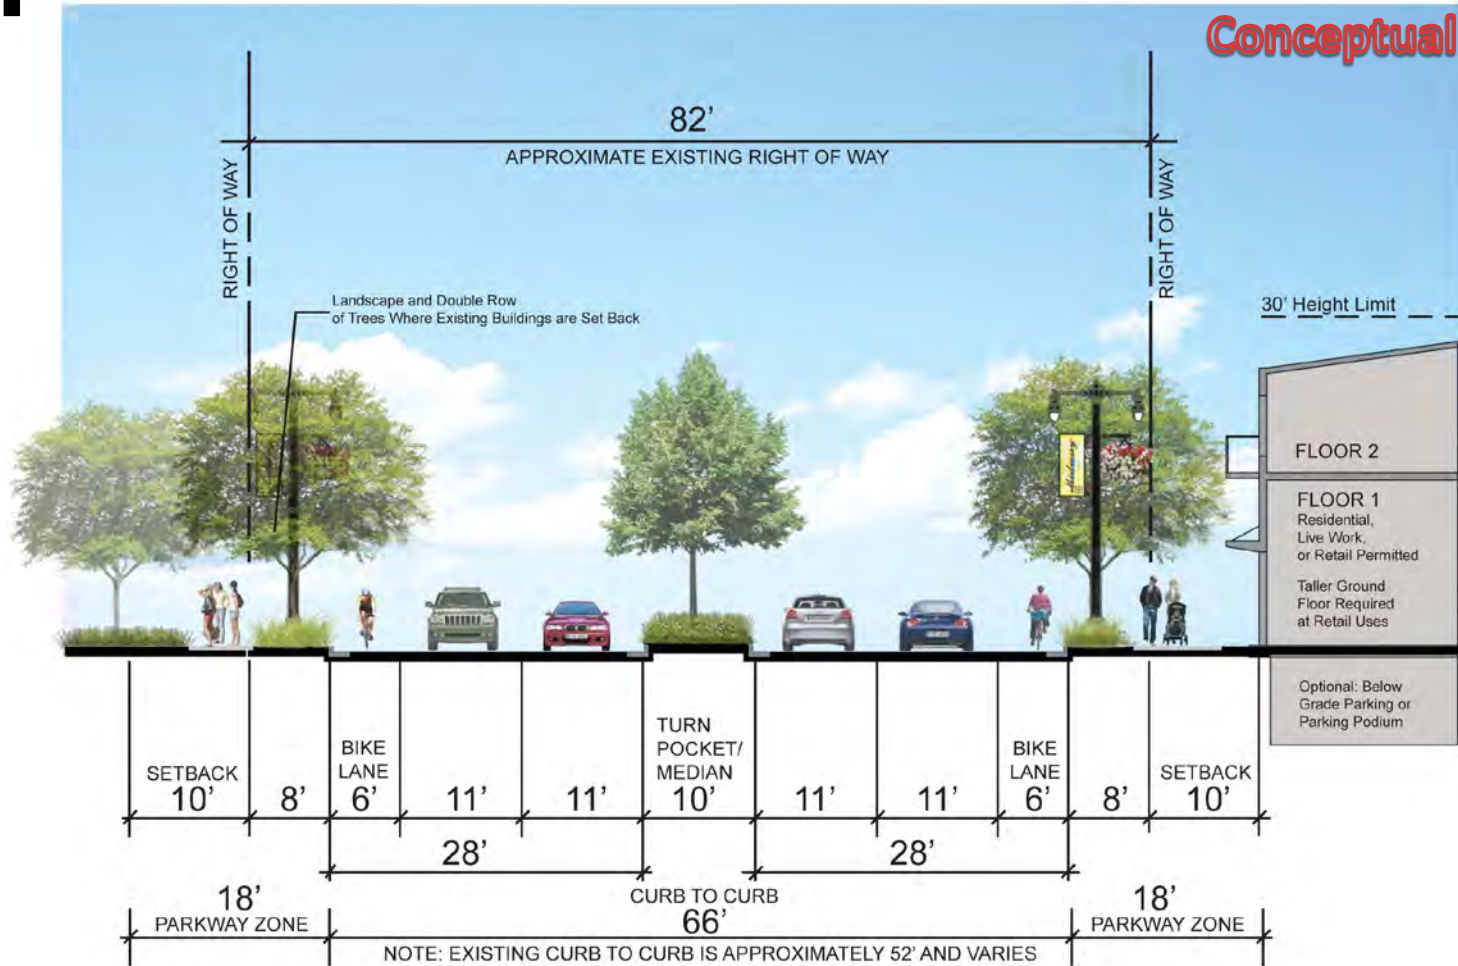 Conceptual
82’
APPROXIMATE EXISTING RIGHT OF WAY
RIGHT OF WAY
RIGHT OF WAY
Landscape and Double Row
of Trees Where Existing Buildings are Set Back
30’ Height Limit
FLOOR 2
FLOOR 1
Residential,
Live Work,
or Retail Permitted
Taller Ground
Floor Required
at Retail Uses
Optional: Below
Grade Parking or
Parking Podium
SETBACK
10’
8’
BIKE
LANE
6’
11’
11’
TURN
POCKET/
MEDIAN
10’
11’
11’
BIKE
LANE
6’
8’
SETBACK
10’
28’
28’
18’
PARKWAY ZONE
CURB TO CURB
66’
18’
PARKWAY ZONE
NOTE: EXISTING CURB TO CURB IS APPROXIMATELY 52’ AND VARIES